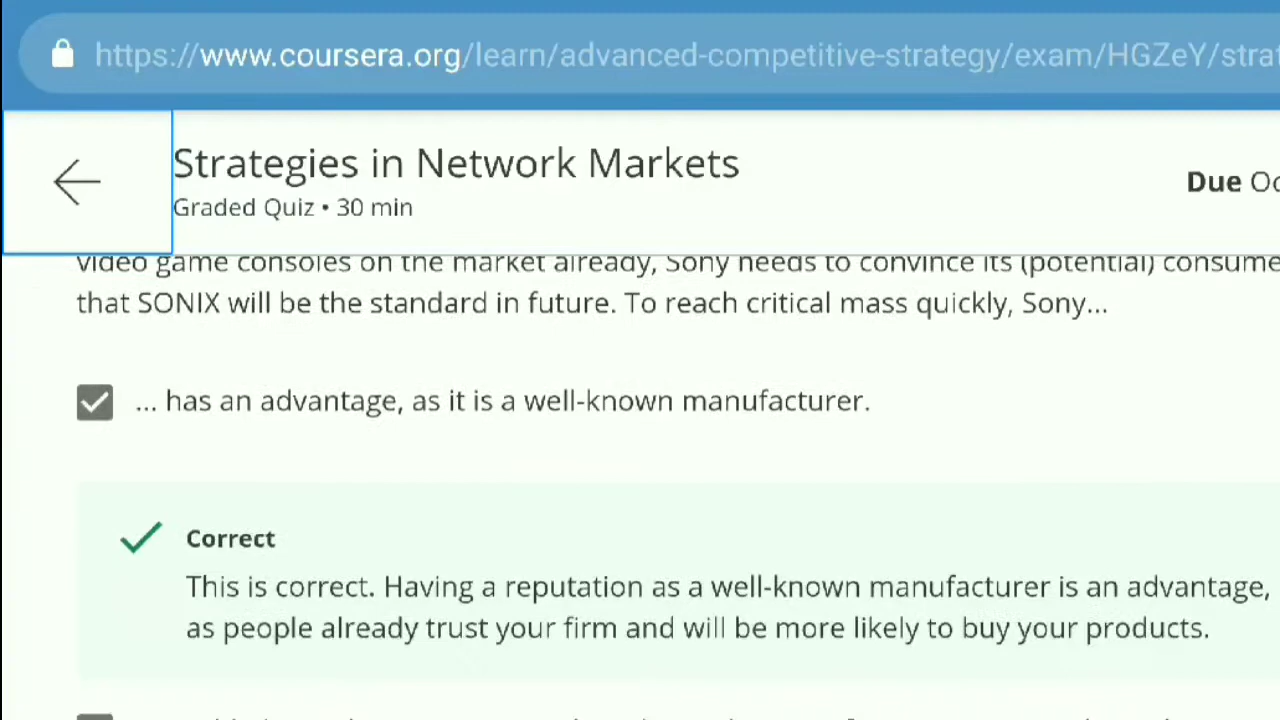 https://www.coursera.org/learn/advanced-competitive-strategy/exam/HGZeY/strat
Strategies in Network Markets
Graded Quiz • 30 min
Due Oc
video game consoles on the market already, Sony needs to convince its (potential) consume
that SONIX will be the standard in future. To reach critical mass quickly, Sony...
... has an advantage, as it is a well-known manufacturer.
Correct
This is correct. Having a reputation as a well-known manufacturer is an advantage,
as people already trust your firm and will be more likely to buy your products.